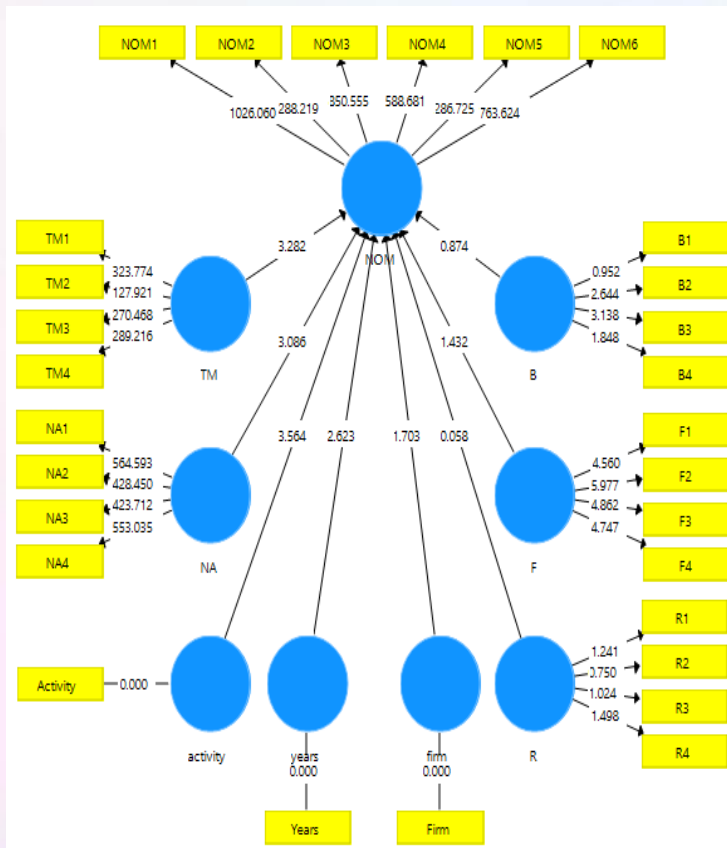 NOM1 NOM2 NOM3 NOM4 NOM5 NOM6
1026.060 288.219 350.555 588.681 286.725 763.624
TM1
TM2
TM3
TM4
323.774
127.921
270.468
289.216
3.282
NOM
0.874
B1
B2
B3
B4
0.952
2.644
3.138
1.848
TM
B
3.086
1.432
NA1
NA2
NA3
NA4
564.593
428.450
423.712
553.035
3.564 2.623 1.703 0.058
F1
F2
F3
F4
4.560
5.977
4.862
4.747
NA
F
R1
R2
R3
R4
1.241
0.750
1.024
1.498
Activity 0.000
activity years firm R
0.000 0.000
Years Firm